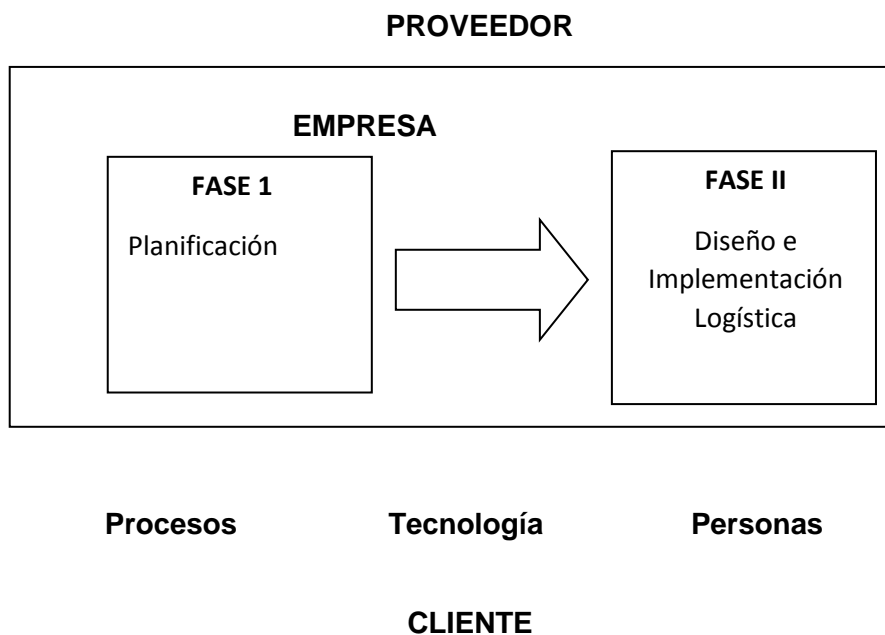 PROVEEDOR
EMPRESA
FASE 1
Planificación
FASE II
Diseño e
Implementación
Logística
Procesos
Tecnología
Personas
CLIENTE